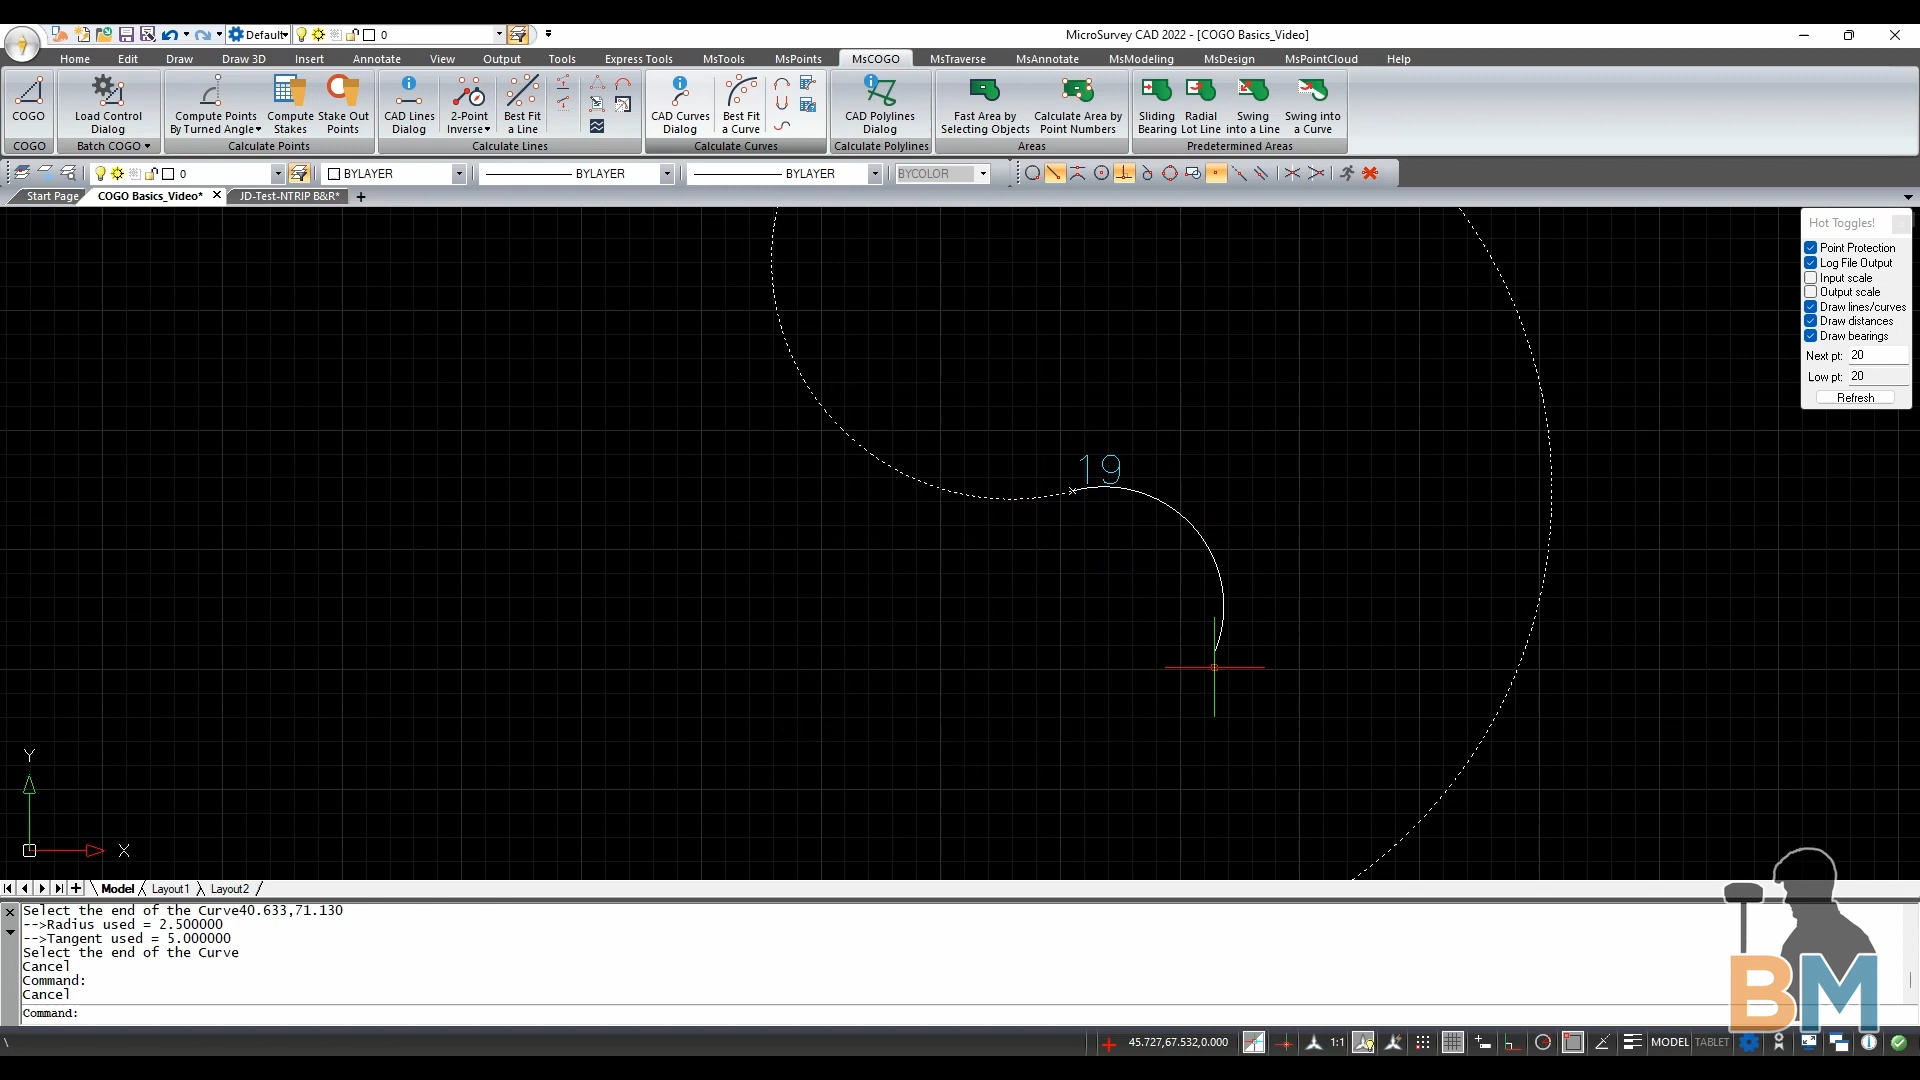 Default
0
MicroSurvey CAD 2022 - [COGO Basics_Video]
Home Edit Draw Draw 3D Insert Annotate View Output Tools Express Tools MsTools MsPoints MsCOGO MsTraverse MsAnnotate MsModeling MsDesign MsPointCloud Help
COGO
Load Control
Dialog
Compute Points
By Turned Angle
Compute
Stakes
Stake Out
Points
CAD Lines
Dialog
2-Point
Inverse
Best Fit
a Line
CAD Curves
Dialog
Best Fit
a Curve
CAD Polylines
Dialog
Fast Area by
Selecting Objects
Calculate Area by
Point Numbers
Sliding
Bearing
Radial
Lot Line
Swing
into a Line
Swing into
a Curve
COGO Batch COGO Calculate Points Calculate Lines Calculate Curves Calculate Polylines Areas Predetermined Areas
0 BYLAYER BYLAYER BYLAYER BYCOLOR
Start Page COGO Basics_Video* JD-Test-NTRIP B&R*
Hot Toggles!
Point Protection
Log File Output
Input scale
Output scale
Draw lines/curves
Draw distances
Draw bearings
Next pt: 20
Low pt: 20
Refresh
19
Y
X
Model Layout1 Layout2
Select the end of the Curve40.633,71.130
-->Radius used = 2.500000
-->Tangent used = 5.000000
Select the end of the Curve
Cancel
Command:
Cancel
Command:
BM
\ 45.727,67.532,0.000 1:1 MODEL TABLET